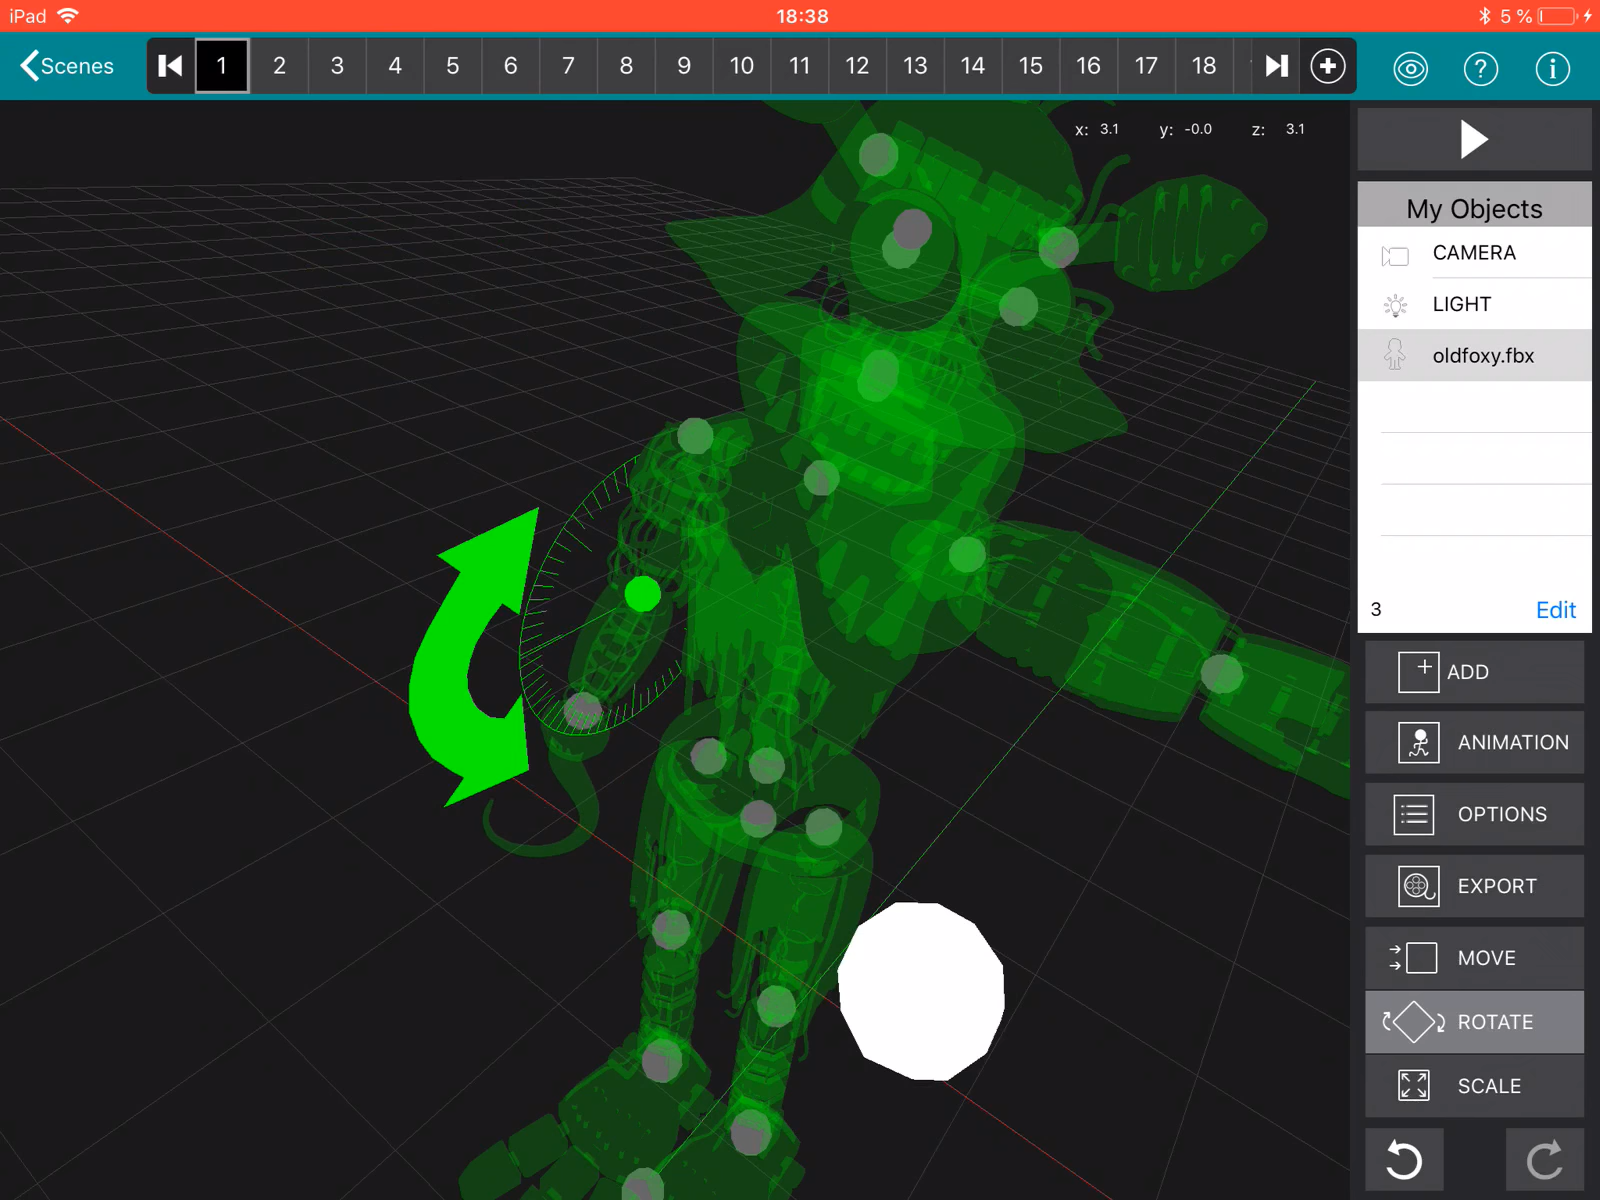 iPad 18:38 5 %
Scenes 1 2 3 4 5 6 7 8 9 10 11 12 13 14 15 16 17 18
x: 3.1 y: -0.0 z: 3.1
My Objects
CAMERA
LIGHT
oldfoxy.fbx
3 Edit
ADD
ANIMATION
OPTIONS
EXPORT
MOVE
ROTATE
SCALE